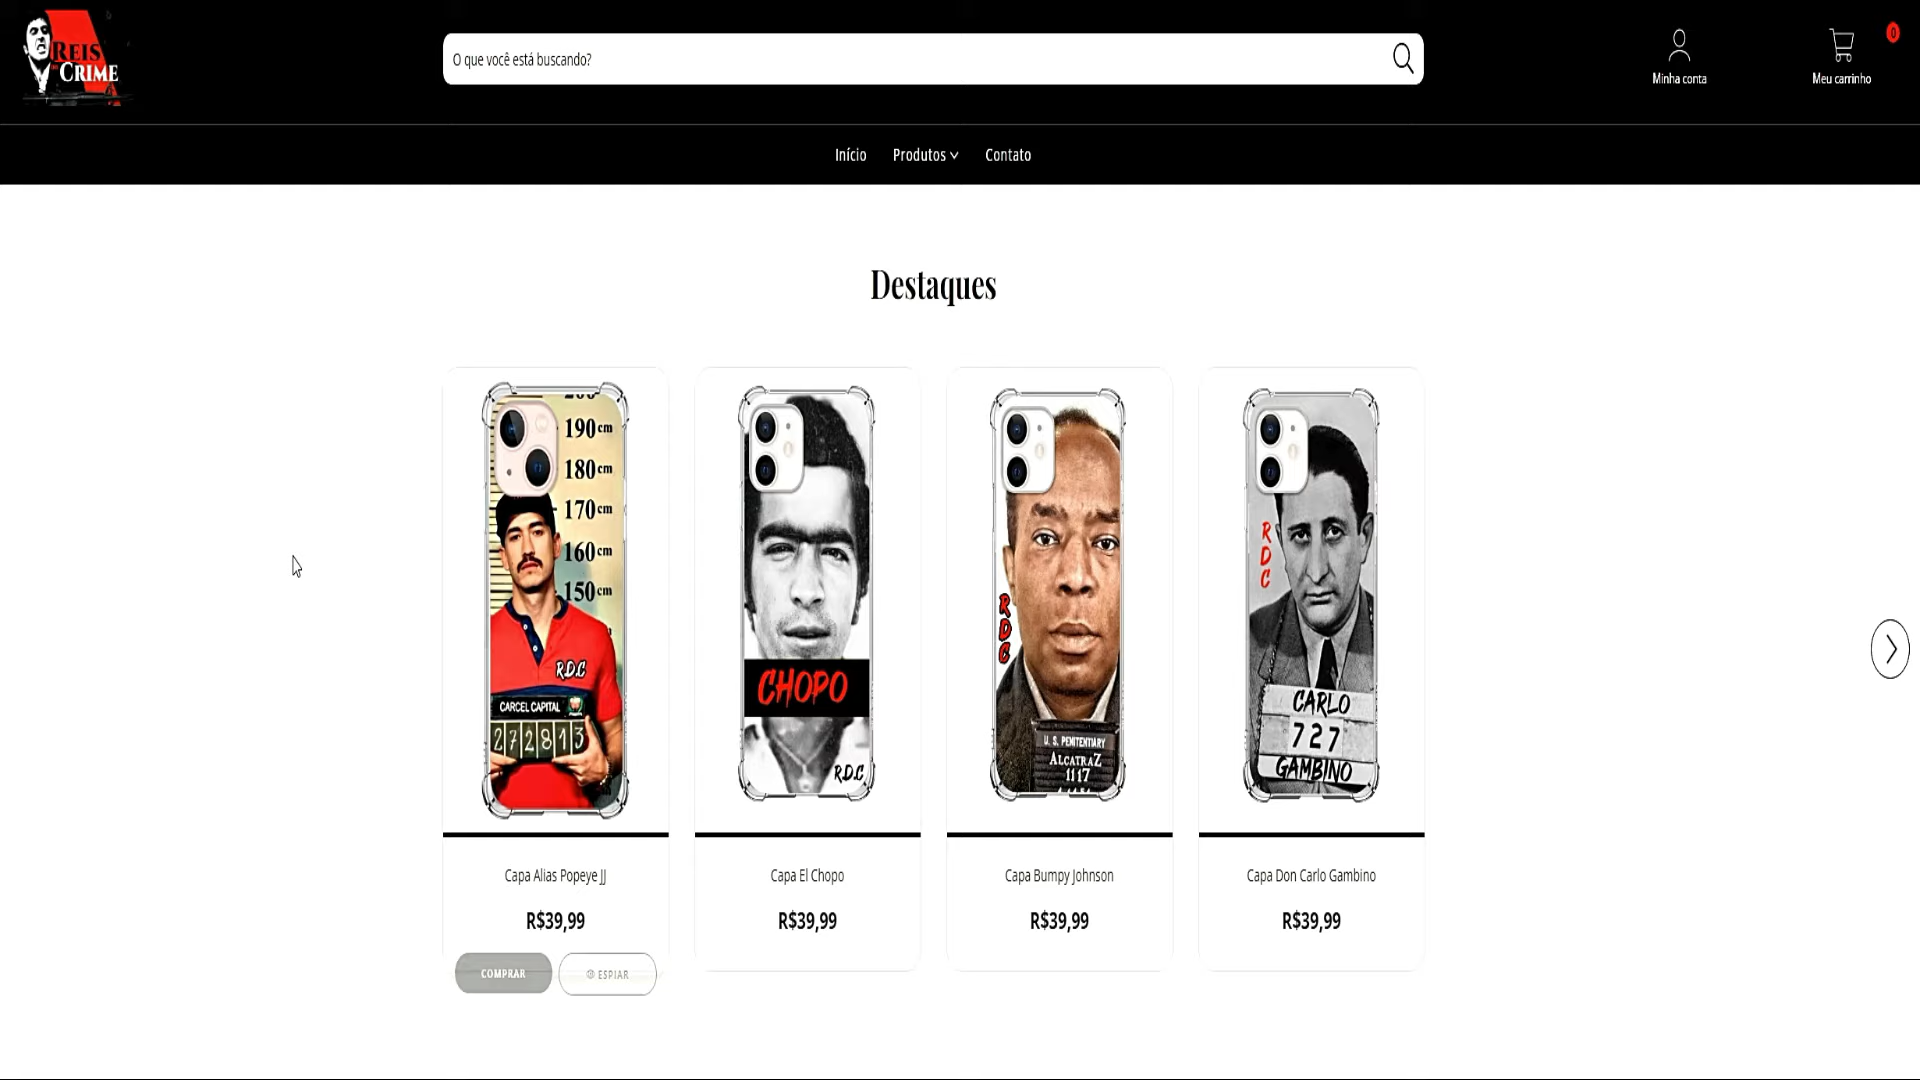 REIS
CRIME
O que você está buscando?
Minha conta
0
Meu carrinho
Início
Produtos
Contato
Destaques
190cm
180cm
170cm
160cm
150cm
R.D.C
CARCEL CAPITAL
272813
CHOPO
R.D.C
RDC
U. S. PENITENTIARY
ALCATRAZ
1117
RDC
CARLO
727
GAMBINO
Capa Alias Popeye JJ
Capa El Chopo
Capa Bumpy Johnson
Capa Don Carlo Gambino
R$39,99
R$39,99
R$39,99
R$39,99
COMPRAR
ESPIAR